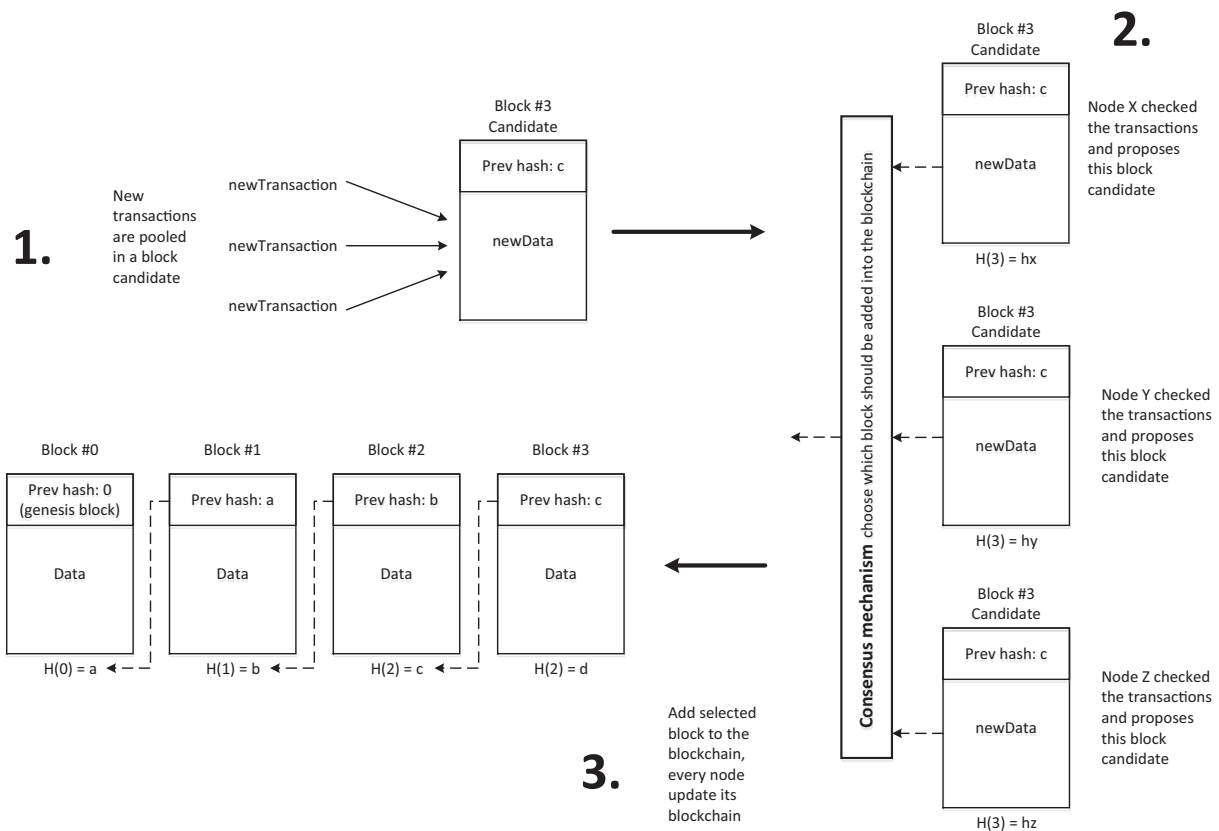 1.
New
transactions
are pooled
in a block
candidate
newTransaction
newTransaction
newTransaction
Block #3
Candidate
Prev hash: c
newData
2.
Consensus mechanism choose which block should be added into the blockchain
Block #3
Candidate
Prev hash: c
newData
H(3) = hx
Node X checked
the transactions
and proposes
this block
candidate
Block #3
Candidate
Prev hash: c
newData
H(3) = hy
Node Y checked
the transactions
and proposes
this block
candidate
Block #3
Candidate
Prev hash: c
newData
H(3) = hz
Node Z checked
the transactions
and proposes
this block
candidate
Block #0
Prev hash: 0
(genesis block)
Data
H(0) = a
Block #1
Prev hash: a
Data
H(1) = b
Block #2
Prev hash: b
Data
H(2) = c
Block #3
Prev hash: c
Data
H(2) = d
3.
Add selected
block to the
blockchain,
every node
update its
blockchain